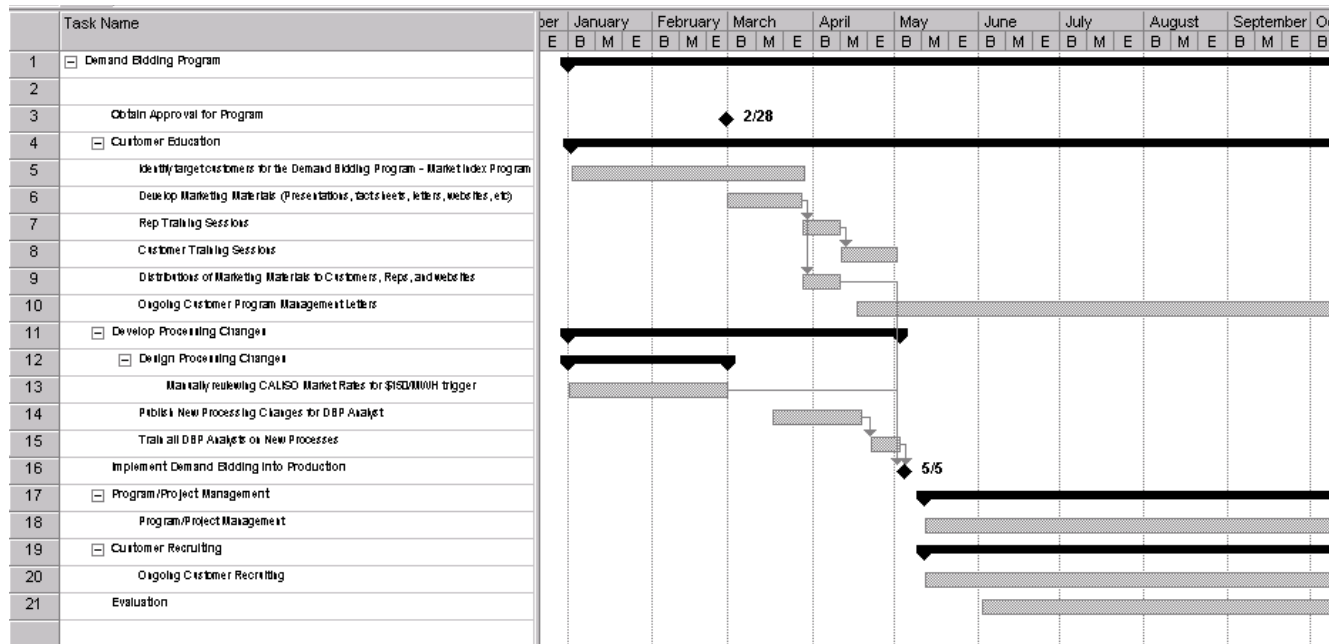 Task Name
ber January February March April May June July August September Oc
E B M E B M E B M E B M E B M E B M E B M E B M E B M E B
1 Demand Bidding Program
2
3 Obtain Approval for Program 2/28
4 Customer Education
5 Identify target customers for the Demand Bidding Program - Market Index Program
6 Develop Marketing Materials (Presentations, fact sheets, letters, websites, etc)
7 Rep Training Sessions
8 Customer Training Sessions
9 Distributions of Marketing Materials to Customers, Reps, and websites
10 Ongoing Customer Program Management Letters
11 Develop Processing Changes
12 Design Processing Changes
13 Manually reviewing CALISO Market Rates for $150/MWH trigger
14 Publish New Processing Changes for DBP Analyst
15 Train all DBP Analysts on New Processes
16 Implement Demand Bidding into Production 5/5
17 Program/Project Management
18 Program/Project Management
19 Customer Recruiting
20 Ongoing Customer Recruiting
21 Evaluation